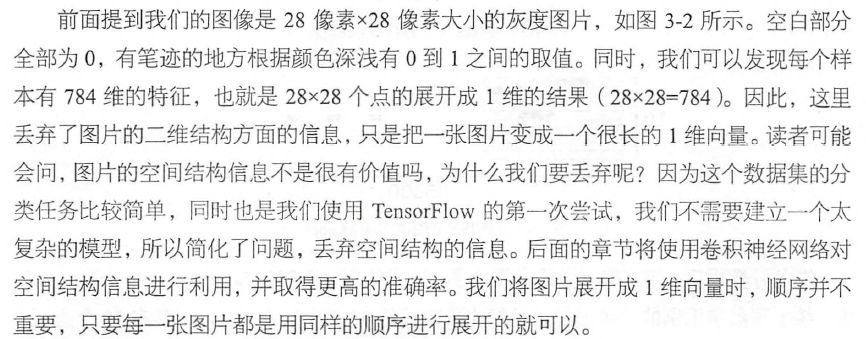 前面提到我们的图像是 28 像素×28 像素大小的灰度图片，如图 3-2 所示。空白部分
全部为 0，有笔迹的地方根据颜色深浅有 0 到 1 之间的取值。同时，我们可以发现每个样
本有 784 维的特征，也就是 28×28 个点的展开成 1 维的结果（28×28=784）。因此，这里
丢弃了图片的二维结构方面的信息，只是把一张图片变成一个很长的 1 维向量。读者可能
会问，图片的空间结构信息不是很有价值吗，为什么我们要丢弃呢？因为这个数据集的分
类任务比较简单，同时也是我们使用 TensorFlow 的第一次尝试，我们不需要建立一个太
复杂的模型，所以简化了问题，丢弃空间结构的信息。后面的章节将使用卷积神经网络对
空间结构信息进行利用，并取得更高的准确率。我们将图片展开成 1 维向量时，顺序并不
重要，只要每一张图片都是用同样的顺序进行展开的就可以。